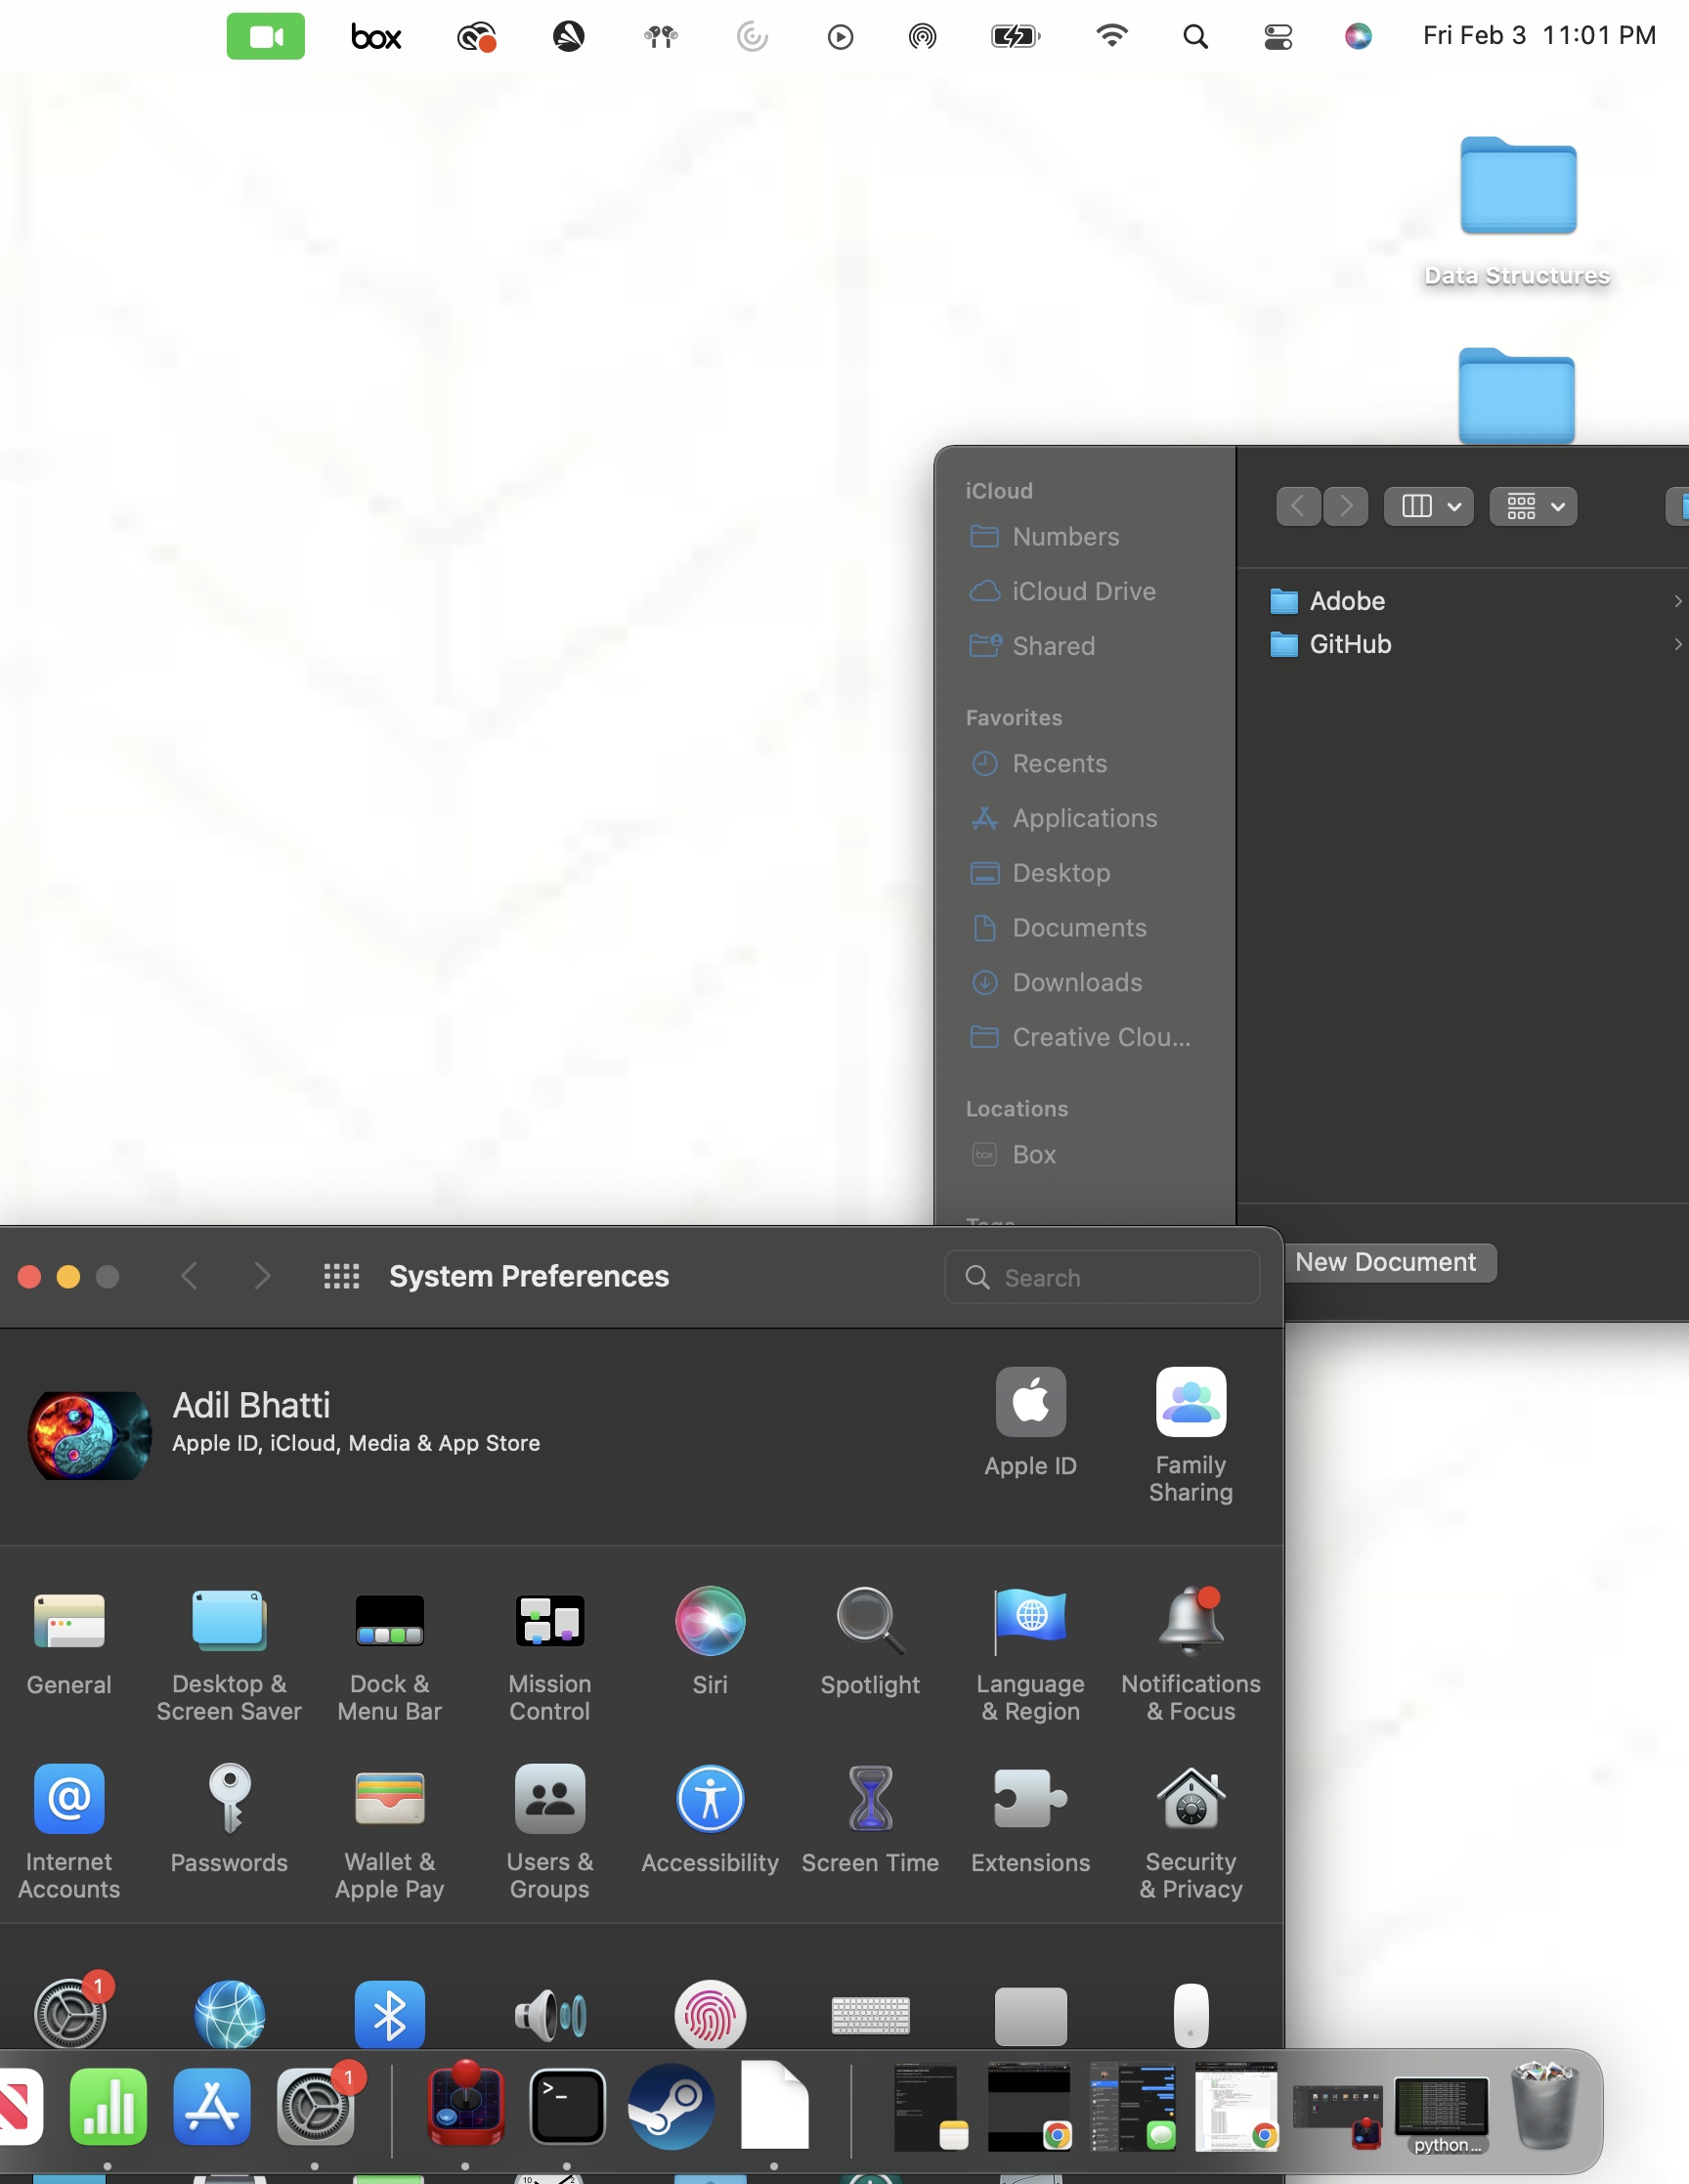 box
Fri Feb 3 11:01 PM
Data Structures
iCloud
Numbers
iCloud Drive
Shared
Favorites
Recents
Applications
Desktop
Documents
Downloads
Creative Clou...
Locations
Box
Tags
Adobe
GitHub
New Document
System Preferences
Search
Adil Bhatti
Apple ID, iCloud, Media & App Store
Apple ID
Family
Sharing
General
Desktop &
Screen Saver
Dock &
Menu Bar
Mission
Control
Siri
Spotlight
Language
& Region
Notifications
& Focus
Internet
Accounts
Passwords
Wallet &
Apple Pay
Users &
Groups
Accessibility
Screen Time
Extensions
Security
& Privacy
1
1
python...